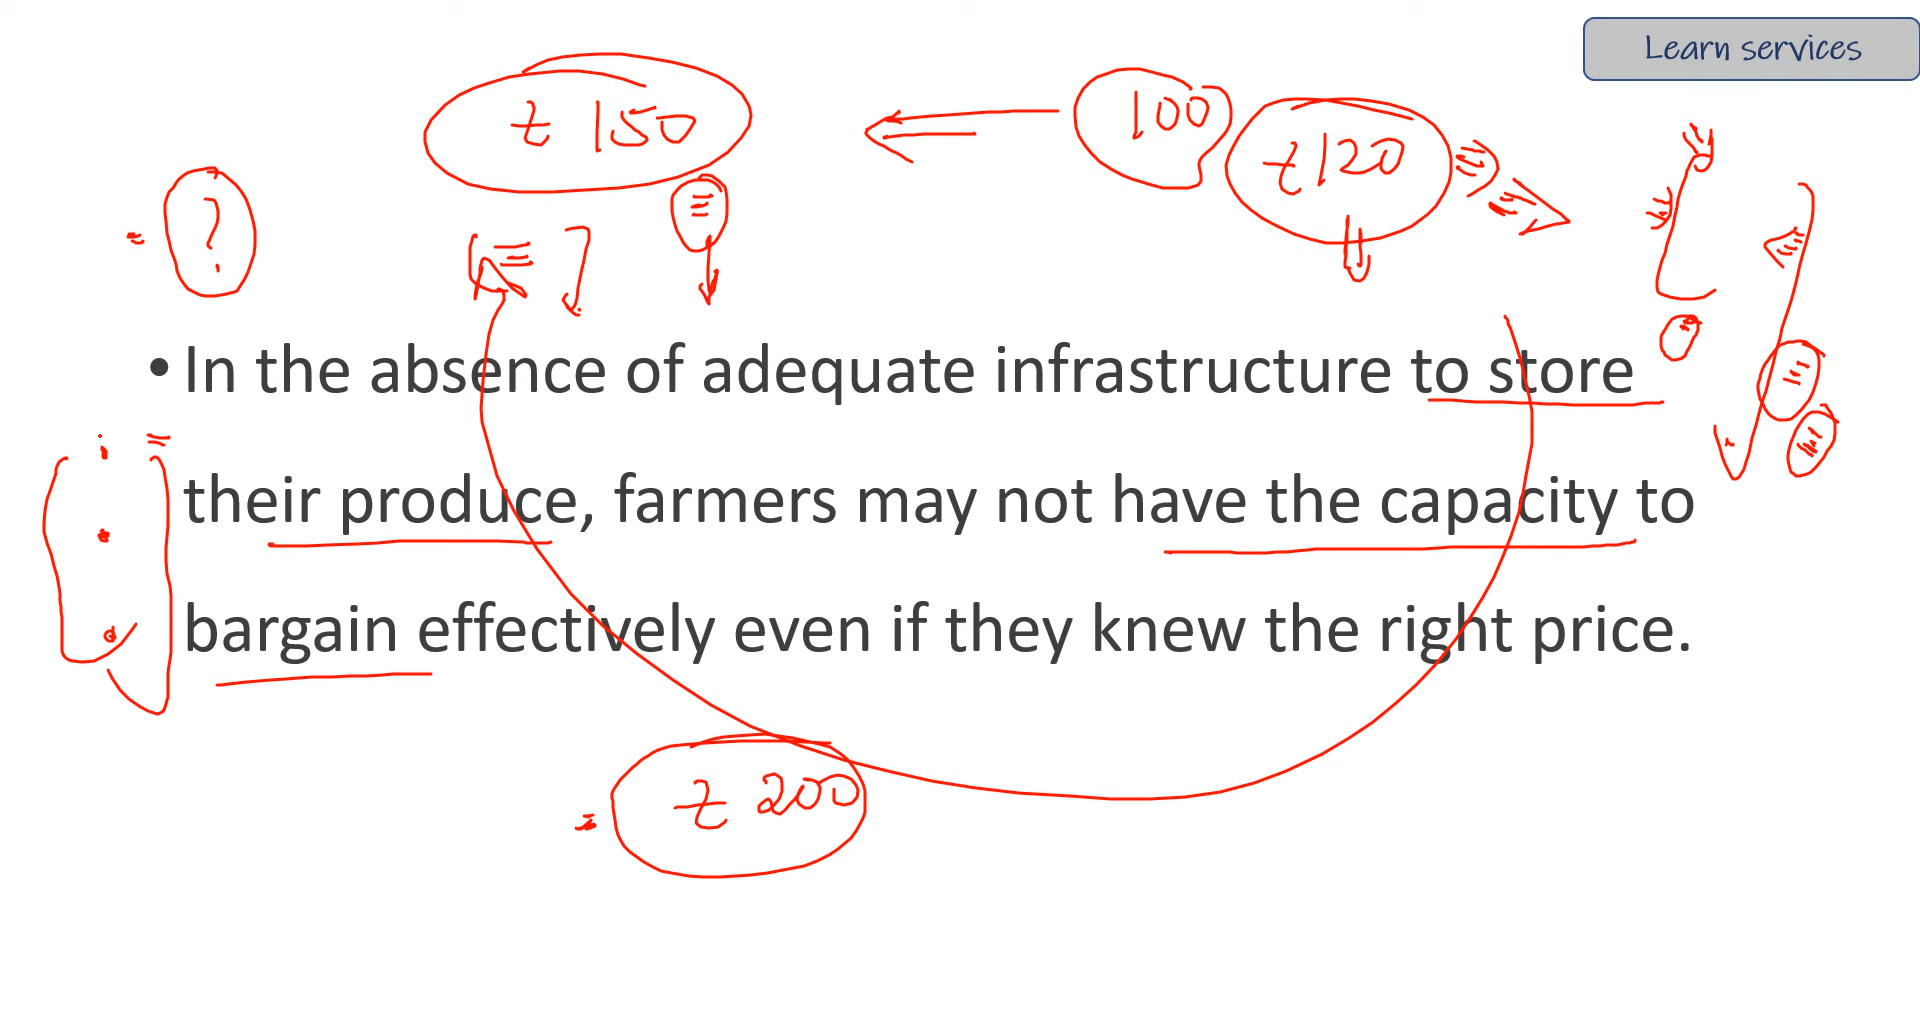 Learn services
₹ 150
100
₹120
?
• In the absence of adequate infrastructure to store
their produce, farmers may not have the capacity to
bargain effectively even if they knew the right price.
₹ 200